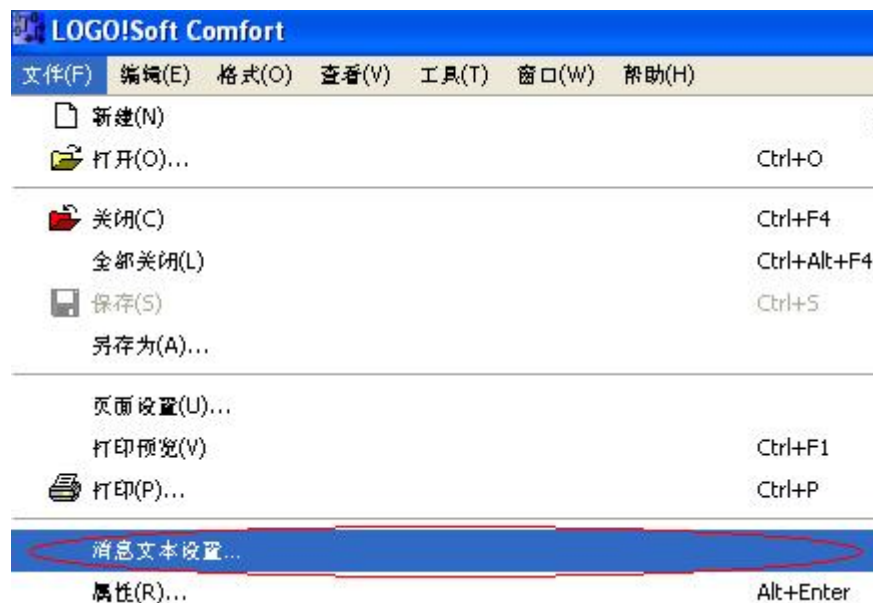 LOGO!Soft Comfort
文件(F) 编辑(E) 格式(O) 查看(V) 工具(T) 窗口(W) 帮助(H)
新建(N)
打开(O)... Ctrl+O
关闭(C) Ctrl+F4
全部关闭(L) Ctrl+Alt+F4
保存(S) Ctrl+S
另存为(A)...
页面设置(U)...
打印预览(V) Ctrl+F1
打印(P)... Ctrl+P
消息文本设置...
属性(R)... Alt+Enter